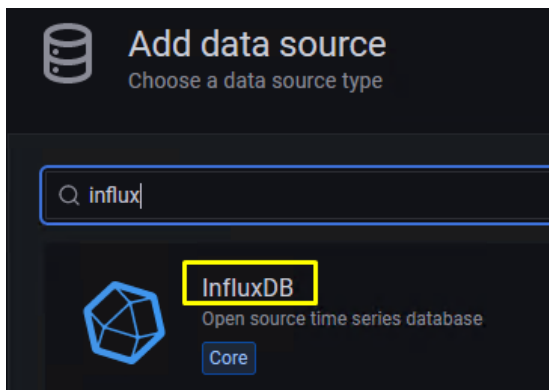 Add data source
Choose a data source type
influx
InfluxDB
Open source time series database
Core